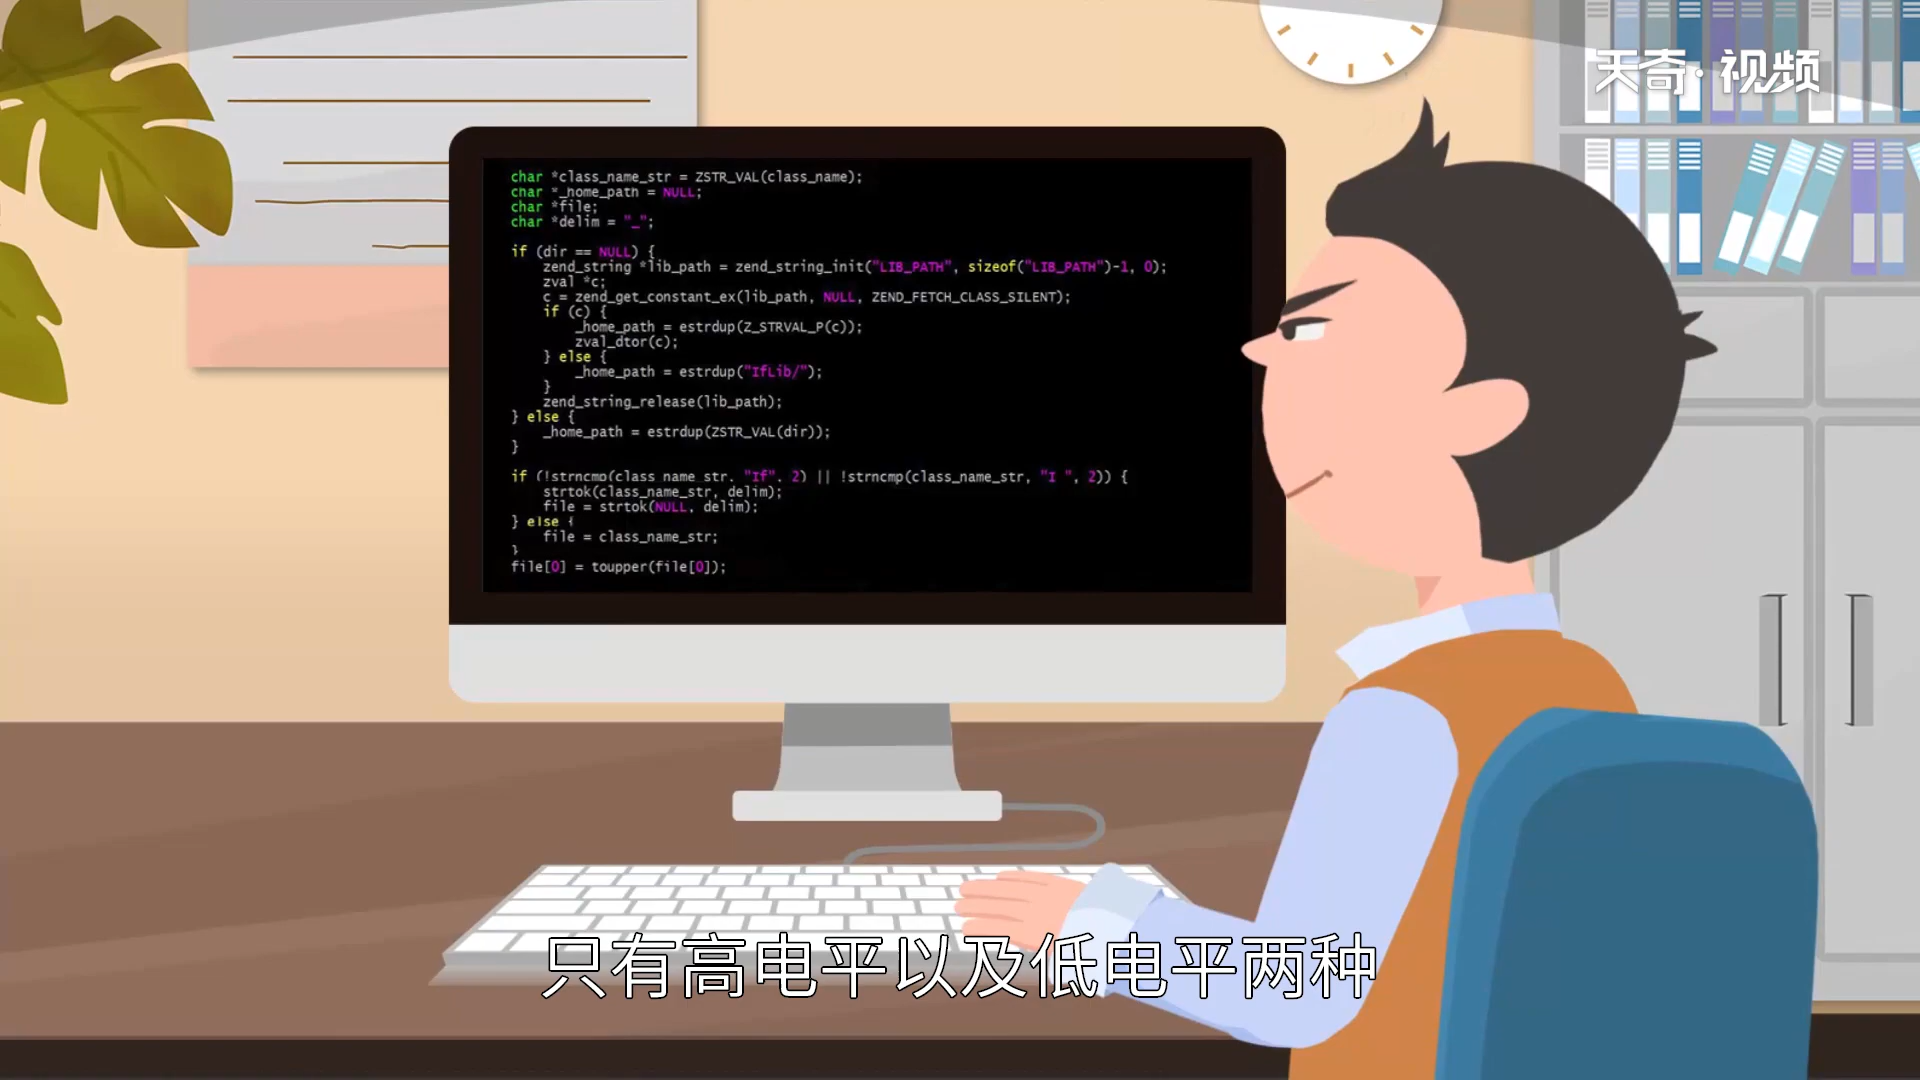 天奇·视频
char *class_name_str = ZSTR_VAL(class_name);
char *_home_path = NULL;
char *file;
char *delim = "_";
if (dir == NULL) {
zend_string *lib_path = zend_string_init("LIB_PATH", sizeof("LIB_PATH")-1, 0);
zval *c;
c = zend_get_constant_ex(lib_path, NULL, ZEND_FETCH_CLASS_SILENT);
if (c) {
_home_path = estrdup(Z_STRVAL_P(c));
zval_dtor(c);
} else {
_home_path = estrdup("IfLib/");
}
zend_string_release(lib_path);
} else {
_home_path = estrdup(ZSTR_VAL(dir));
}
if (!strncmp(class_name_str, "If", 2) || !strncmp(class_name_str, "I_", 2)) {
strtok(class_name_str, delim);
file = strtok(NULL, delim);
} else {
file = class_name_str;
}
file[0] = toupper(file[0]);
只有高电平以及低电平两种